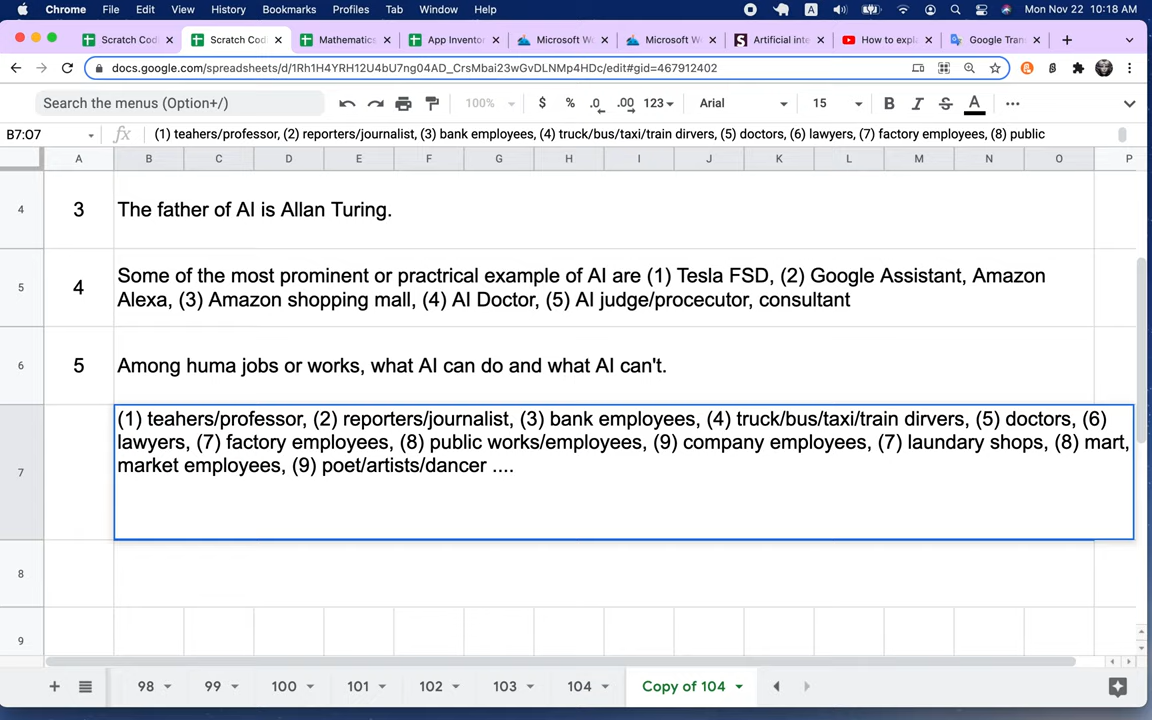 Chrome File Edit View History Bookmarks Profiles Tab Window Help A Mon Nov 22 10:18 AM
Scratch Codi Scratch Codi Mathematics App Inventor Microsoft Wo Microsoft Wo Artificial inte How to expla Google Tran
docs.google.com/spreadsheets/d/1Rh1H4YRH12U4bU7ng04AD_CrsMbai23wGvDLNMp4HDc/edit#gid=467912402
Search the menus (Option+/) 100% $ % .0 .00 123 Arial 15 B I S A
B7:O7 fx (1) teahers/professor, (2) reporters/journalist, (3) bank employees, (4) truck/bus/taxi/train dirvers, (5) doctors, (6) lawyers, (7) factory employees, (8) public
A B C D E F G H I J K L M N O P
4 3 The father of AI is Allan Turing.
5 4 Some of the most prominent or practrical example of AI are (1) Tesla FSD, (2) Google Assistant, Amazon
Alexa, (3) Amazon shopping mall, (4) AI Doctor, (5) AI judge/procecutor, consultant
6 5 Among huma jobs or works, what AI can do and what AI can't.
(1) teahers/professor, (2) reporters/journalist, (3) bank employees, (4) truck/bus/taxi/train dirvers, (5) doctors, (6)
lawyers, (7) factory employees, (8) public works/employees, (9) company employees, (7) laundary shops, (8) mart,
7 market employees, (9) poet/artists/dancer ....
8
9
98 99 100 101 102 103 104 Copy of 104